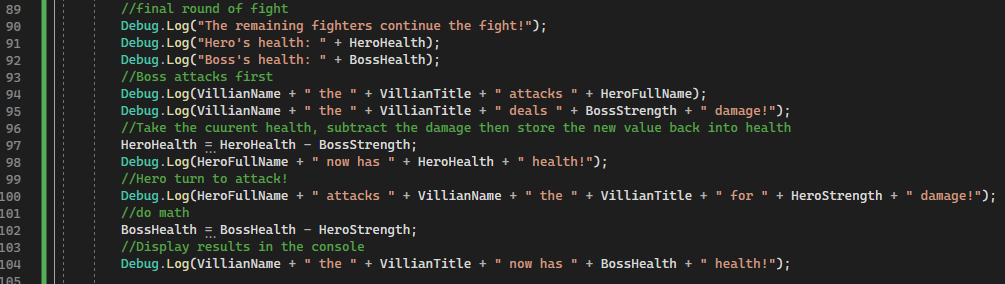 89 //final round of fight
90 Debug.Log("The remaining fighters continue the fight!");
91 Debug.Log("Hero's health: " + HeroHealth);
92 Debug.Log("Boss's health: " + BossHealth);
93 //Boss attacks first
94 Debug.Log(VillianName + " the " + VillianTitle + " attacks " + HeroFullName);
95 Debug.Log(VillianName + " the " + VillianTitle + " deals " + BossStrength + " damage!");
96 //Take the cuurent health, subtract the damage then store the new value back into health
97 HeroHealth = HeroHealth - BossStrength;
98 Debug.Log(HeroFullName + " now has " + HeroHealth + " health!");
99 //Hero turn to attack!
100 Debug.Log(HeroFullName + " attacks " + VillianName + " the " + VillianTitle + " for " + HeroStrength + " damage!");
101 //do math
102 BossHealth = BossHealth - HeroStrength;
103 //Display results in the console
104 Debug.Log(VillianName + " the " + VillianTitle + " now has " + BossHealth + " health!");
105